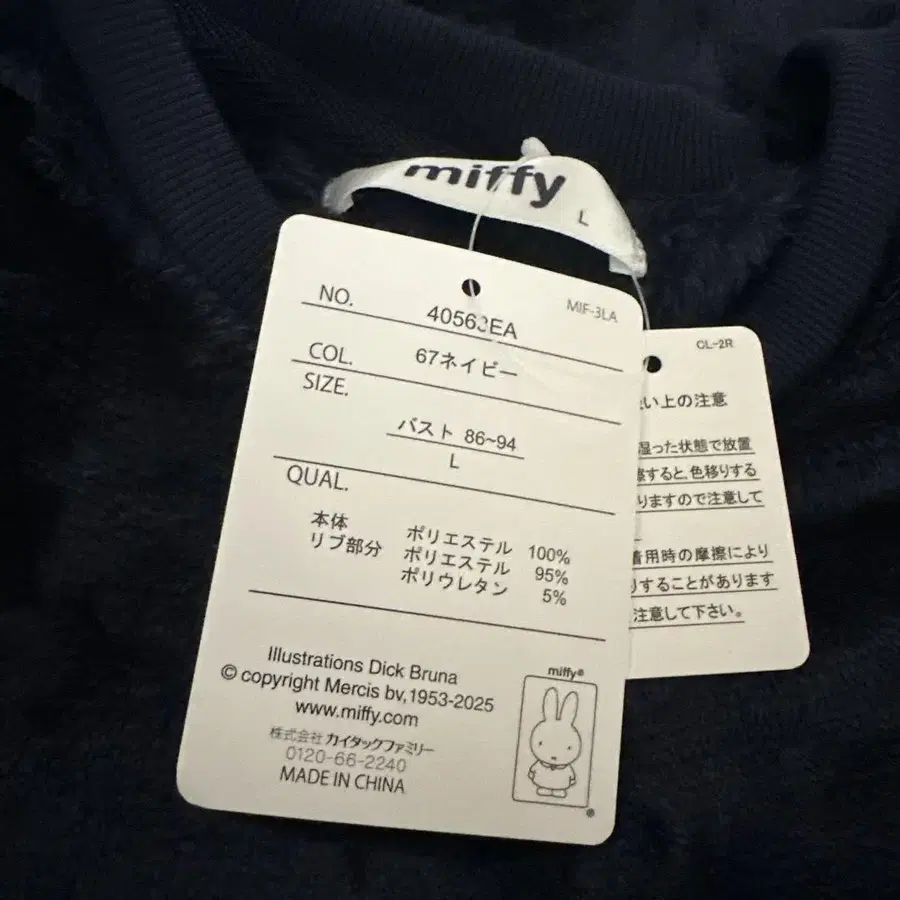 miffy
L
MIF-3LA
NO. 40563EA
COL. 67ネイビー
SIZE.
バスト 86~94
L
QUAL.
本体 ポリエステル 100%
リブ部分 ポリエステル 95%
ポリウレタン 5%
Illustrations Dick Bruna
© copyright Mercis bv,1953-2025
www.miffy.com
株式会社 カイタックファミリー
0120-66-2240
MADE IN CHINA
miffy®
®
CL-2R
い上の注意
湿った状態で放置
すると、色移りする
りますので注意して
着用時の摩擦により
りすることがあります
注意して下さい。